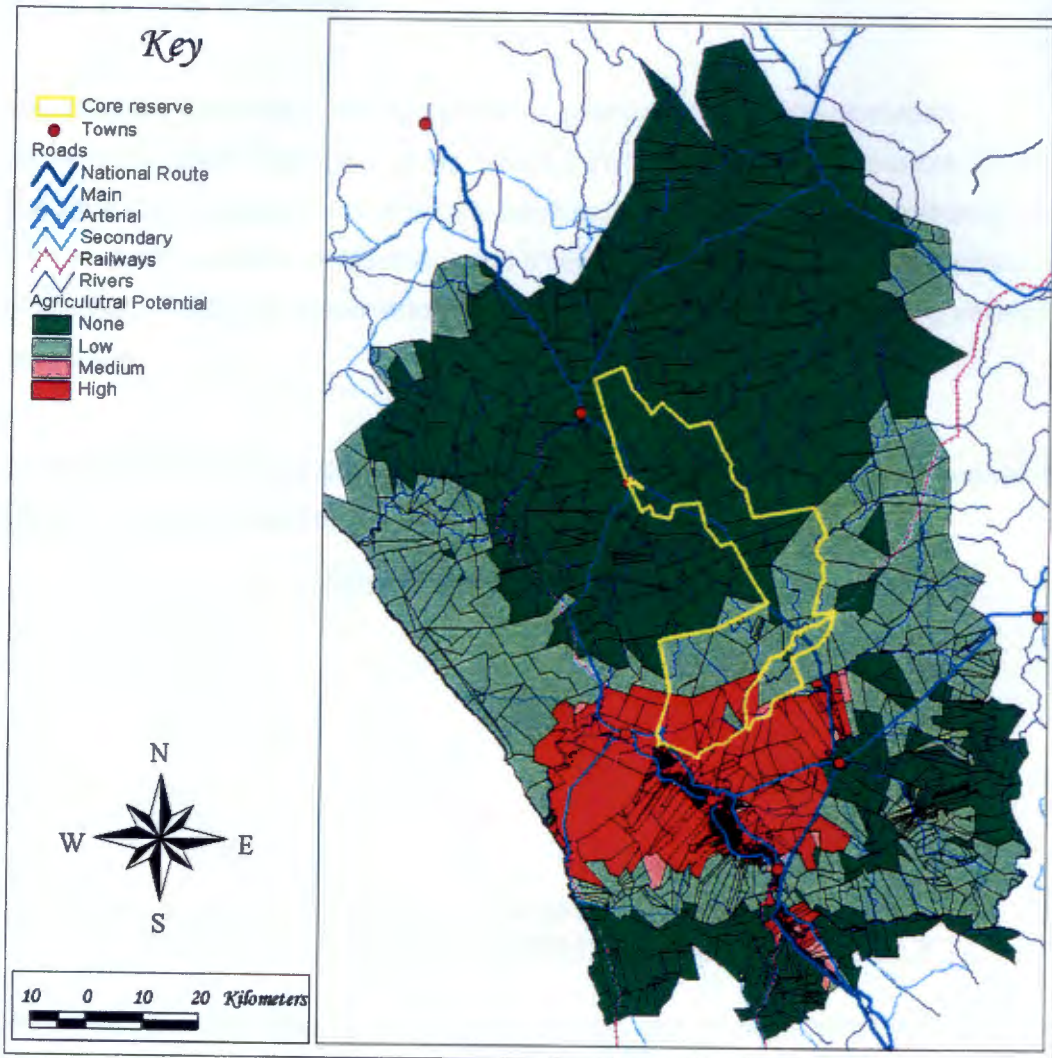 Key
Core reserve
Towns
Roads
National Route
Main
Arterial
Secondary
Railways
Rivers
Agriculutral Potential
None
Low
Medium
High
N
W E
S
10 0 10 20 Kilometers